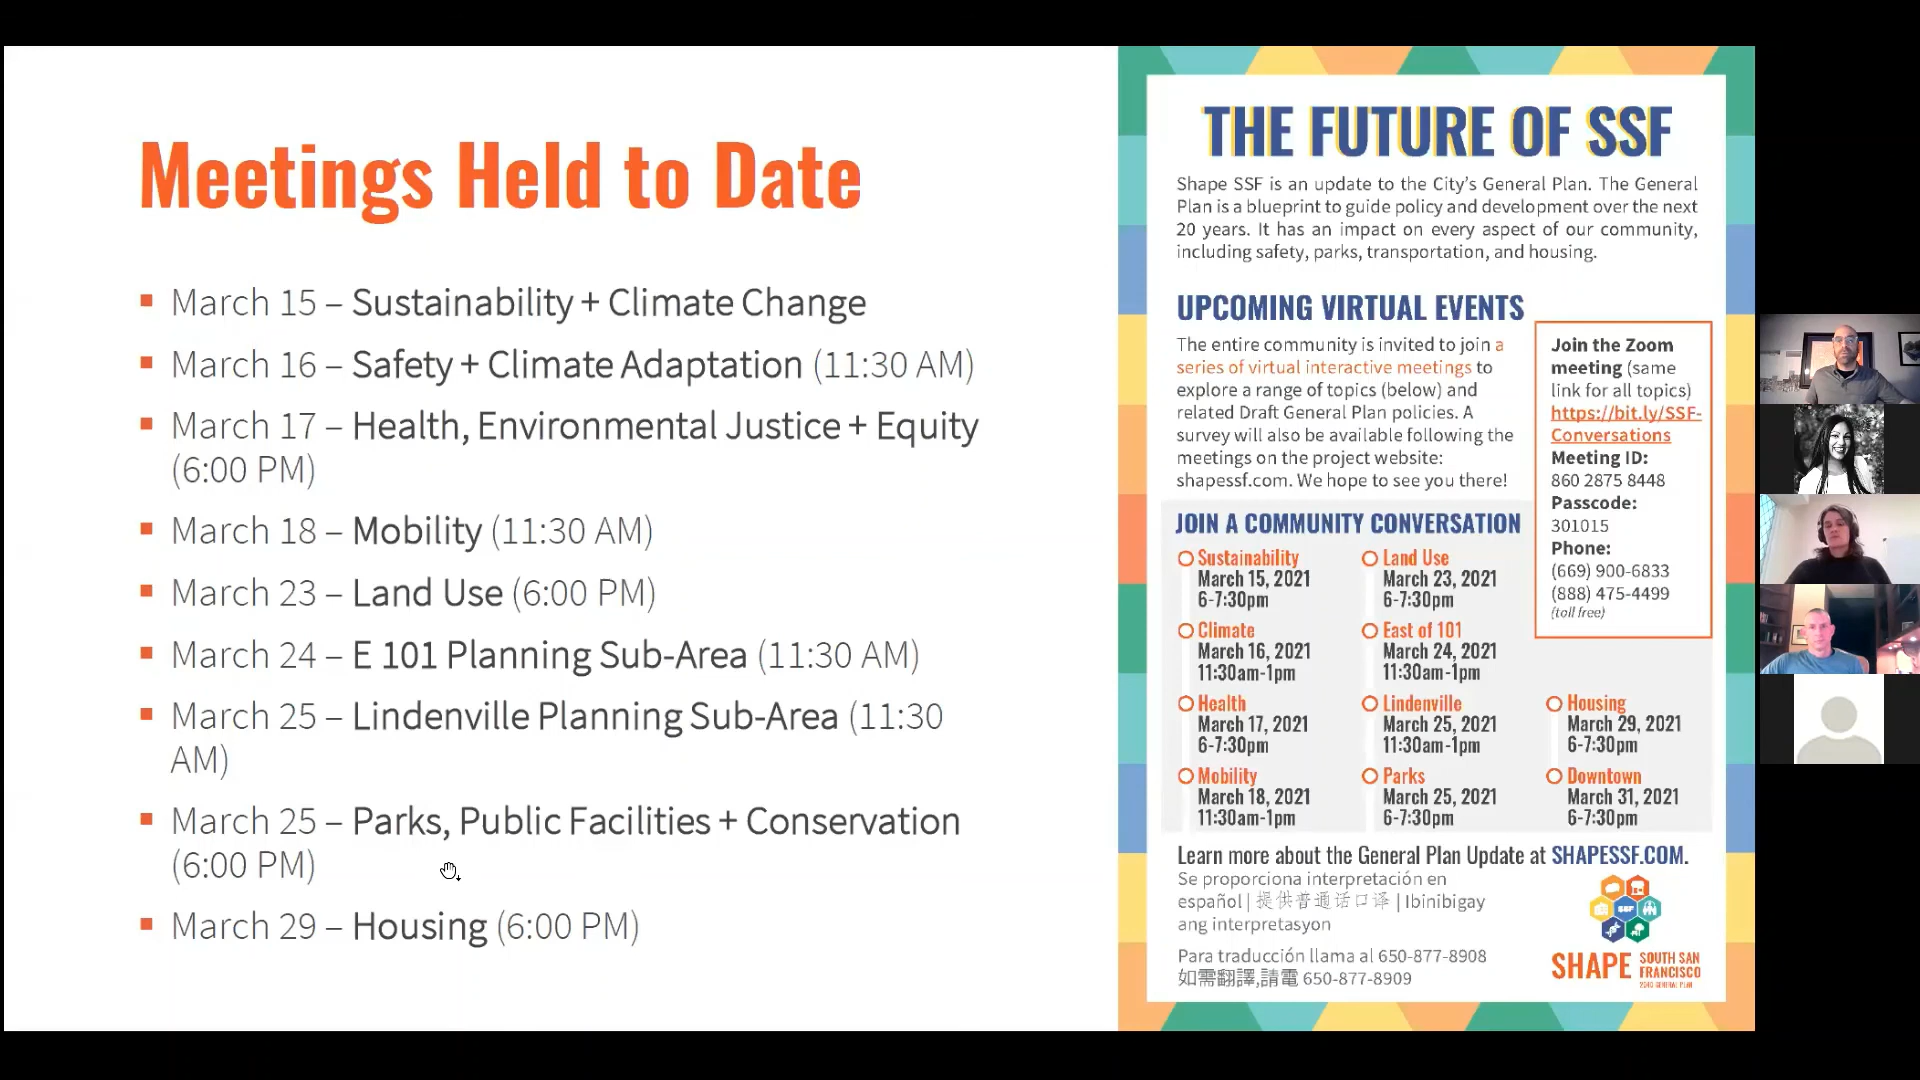 Meetings Held to Date
March 15 – Sustainability + Climate Change
March 16 – Safety + Climate Adaptation (11:30 AM)
March 17 – Health, Environmental Justice + Equity
(6:00 PM)
March 18 – Mobility (11:30 AM)
March 23 – Land Use (6:00 PM)
March 24 – E 101 Planning Sub-Area (11:30 AM)
March 25 – Lindenville Planning Sub-Area (11:30
AM)
March 25 – Parks, Public Facilities + Conservation
(6:00 PM)
March 29 – Housing (6:00 PM)
THE FUTURE OF SSF
Shape SSF is an update to the City's General Plan. The General
Plan is a blueprint to guide policy and development over the next
20 years. It has an impact on every aspect of our community,
including safety, parks, transportation, and housing.
UPCOMING VIRTUAL EVENTS
The entire community is invited to join a
series of virtual interactive meetings to
explore a range of topics (below) and
related Draft General Plan policies. A
survey will also be available following the
meetings on the project website:
shapessf.com. We hope to see you there!
Join the Zoom
meeting (same
link for all topics)
https://bit.ly/SSF-
Conversations
Meeting ID:
860 2875 8448
Passcode:
301015
Phone:
(669) 900-6833
(888) 475-4499
(toll free)
JOIN A COMMUNITY CONVERSATION
Sustainability
March 15, 2021
6-7:30pm
Climate
March 16, 2021
11:30am-1pm
Health
March 17, 2021
6-7:30pm
Mobility
March 18, 2021
11:30am-1pm
Land Use
March 23, 2021
6-7:30pm
East of 101
March 24, 2021
11:30am-1pm
Lindenville
March 25, 2021
11:30am-1pm
Parks
March 25, 2021
6-7:30pm
Housing
March 29, 2021
6-7:30pm
Downtown
March 31, 2021
6-7:30pm
Learn more about the General Plan Update at SHAPESSF.COM.
Se proporciona interpretación en
español | 提供普通话口译 | Ibinibigay
ang interpretasyon
Para traducción llama al 650-877-8908
如需翻譯,請電 650-877-8909
SSF
SHAPE SOUTH SAN
FRANCISCO
2040 GENERAL PLAN